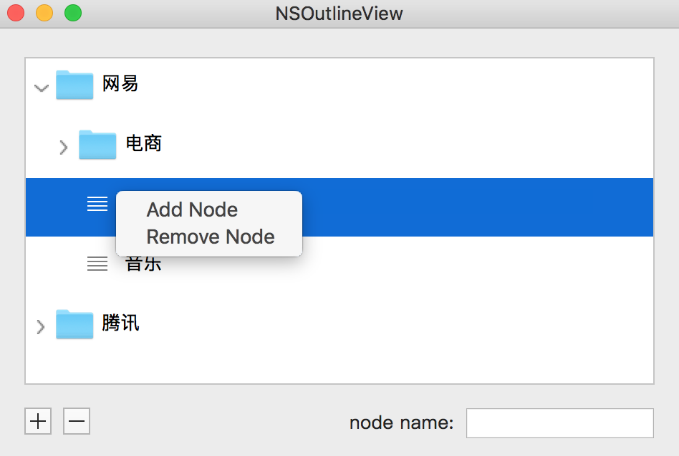 NSOutlineView
网易
电商
Add Node
Remove Node
音乐
腾讯
node name: